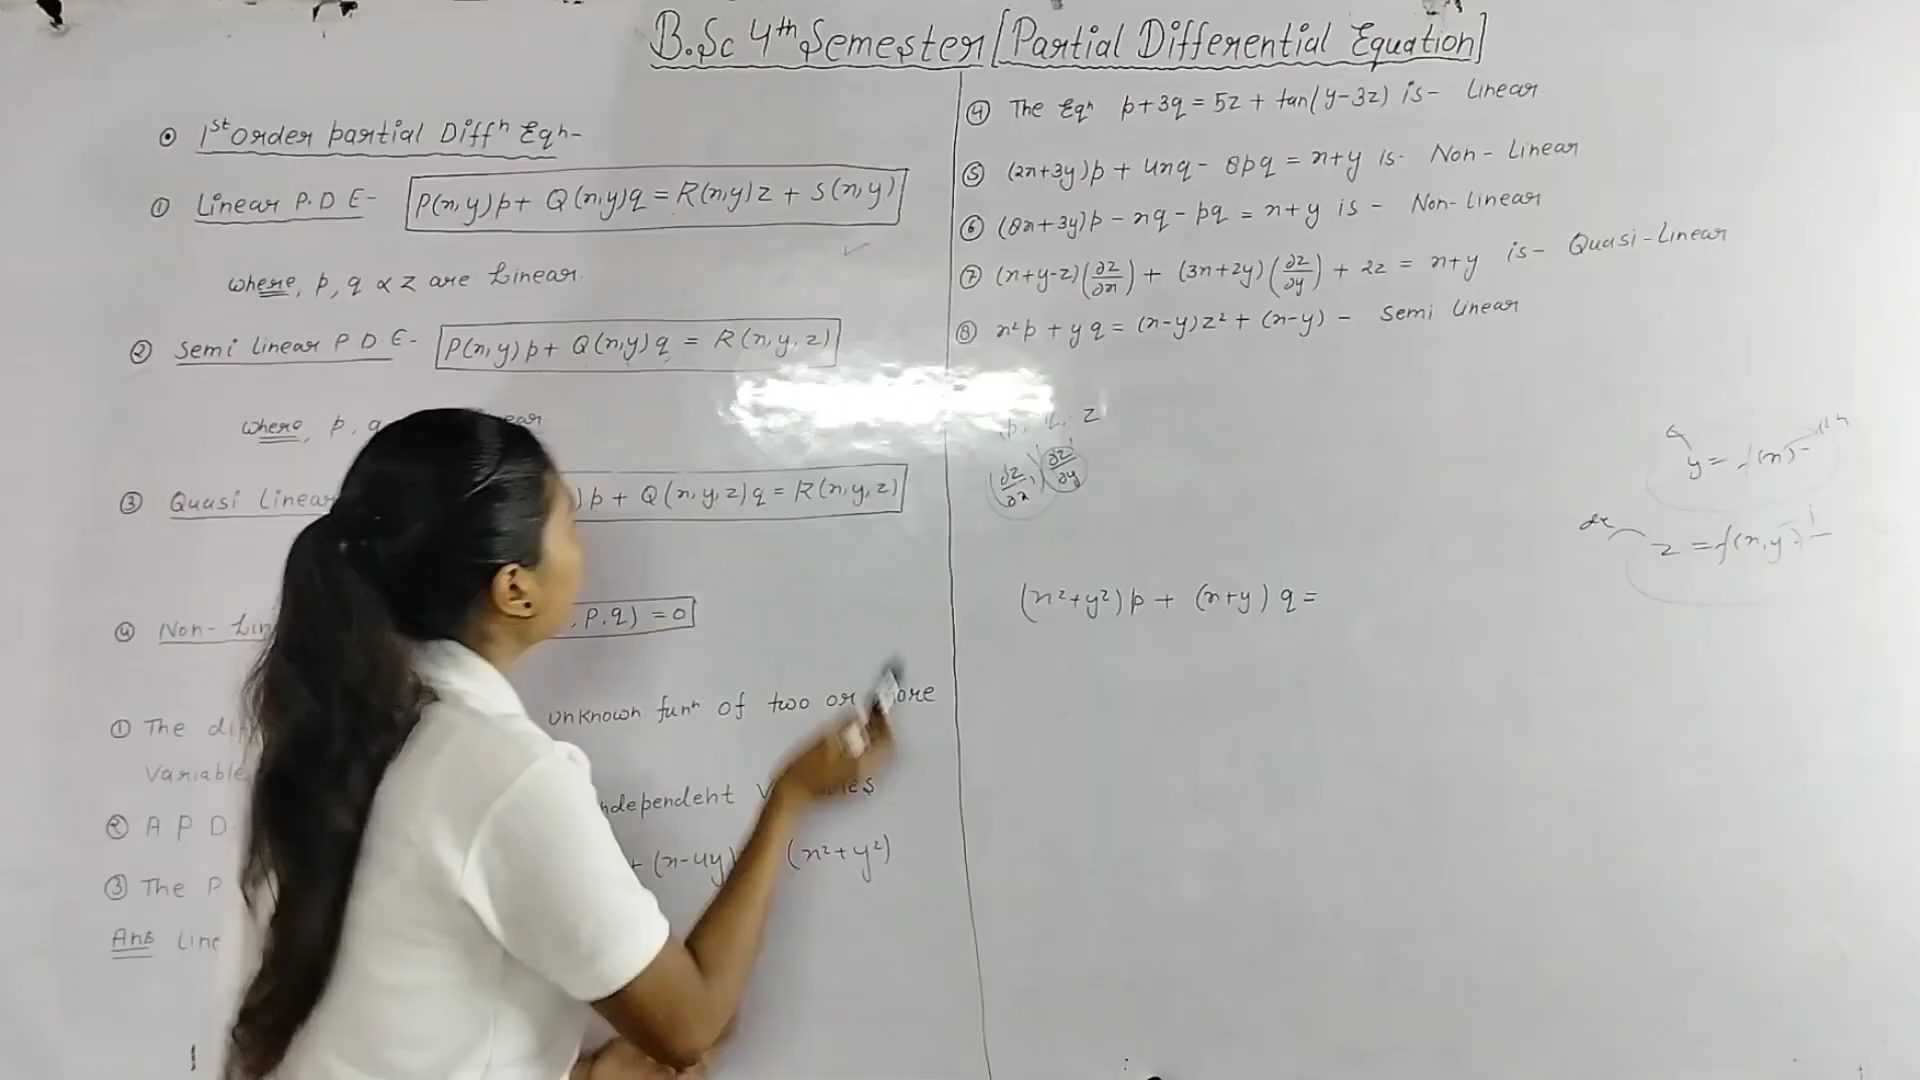 B.Sc 4th Semester [Partial Differential Equation]
⊙ 1st Order partial Diffn Eqn-
① Linear P.D E- P(x,y)p + Q(x,y)q = R(x,y)z + S(x,y)
where, p, q & z are Linear.
② Semi linear P D E- P(x,y)p + Q(x,y)q = R(x,y,z)
where, p, q
③ Quasi Linear )p + Q(x,y,z)q = R(x,y,z)
④ Non- Lin , p, q) = 0
① The unknown funn of two or more
Variable
② A P D independent
③ The P + (x-4y) (x²+y²)
Ans Line
④ The Eqn p+3q = 5z + tan(y-3z) is - Linear
⑤ (2x+3y)p + 4xq - 8pq = x+y is- Non-Linear
⑥ (8x+3y)p - xq - pq = x+y is - Non-linear
⑦ (x+y-z)(∂z/∂x) + (3x+2y)(∂z/∂y) + 2z = x+y is- Quasi-Linear
⑧ x²p + yq = (x-y)z² + (x-y) - Semi Linear
p, q, z
(∂z/∂x), ∂z/∂y
y = f(x)-
z = f(x,y)
(x²+y²)p + (x+y)q =